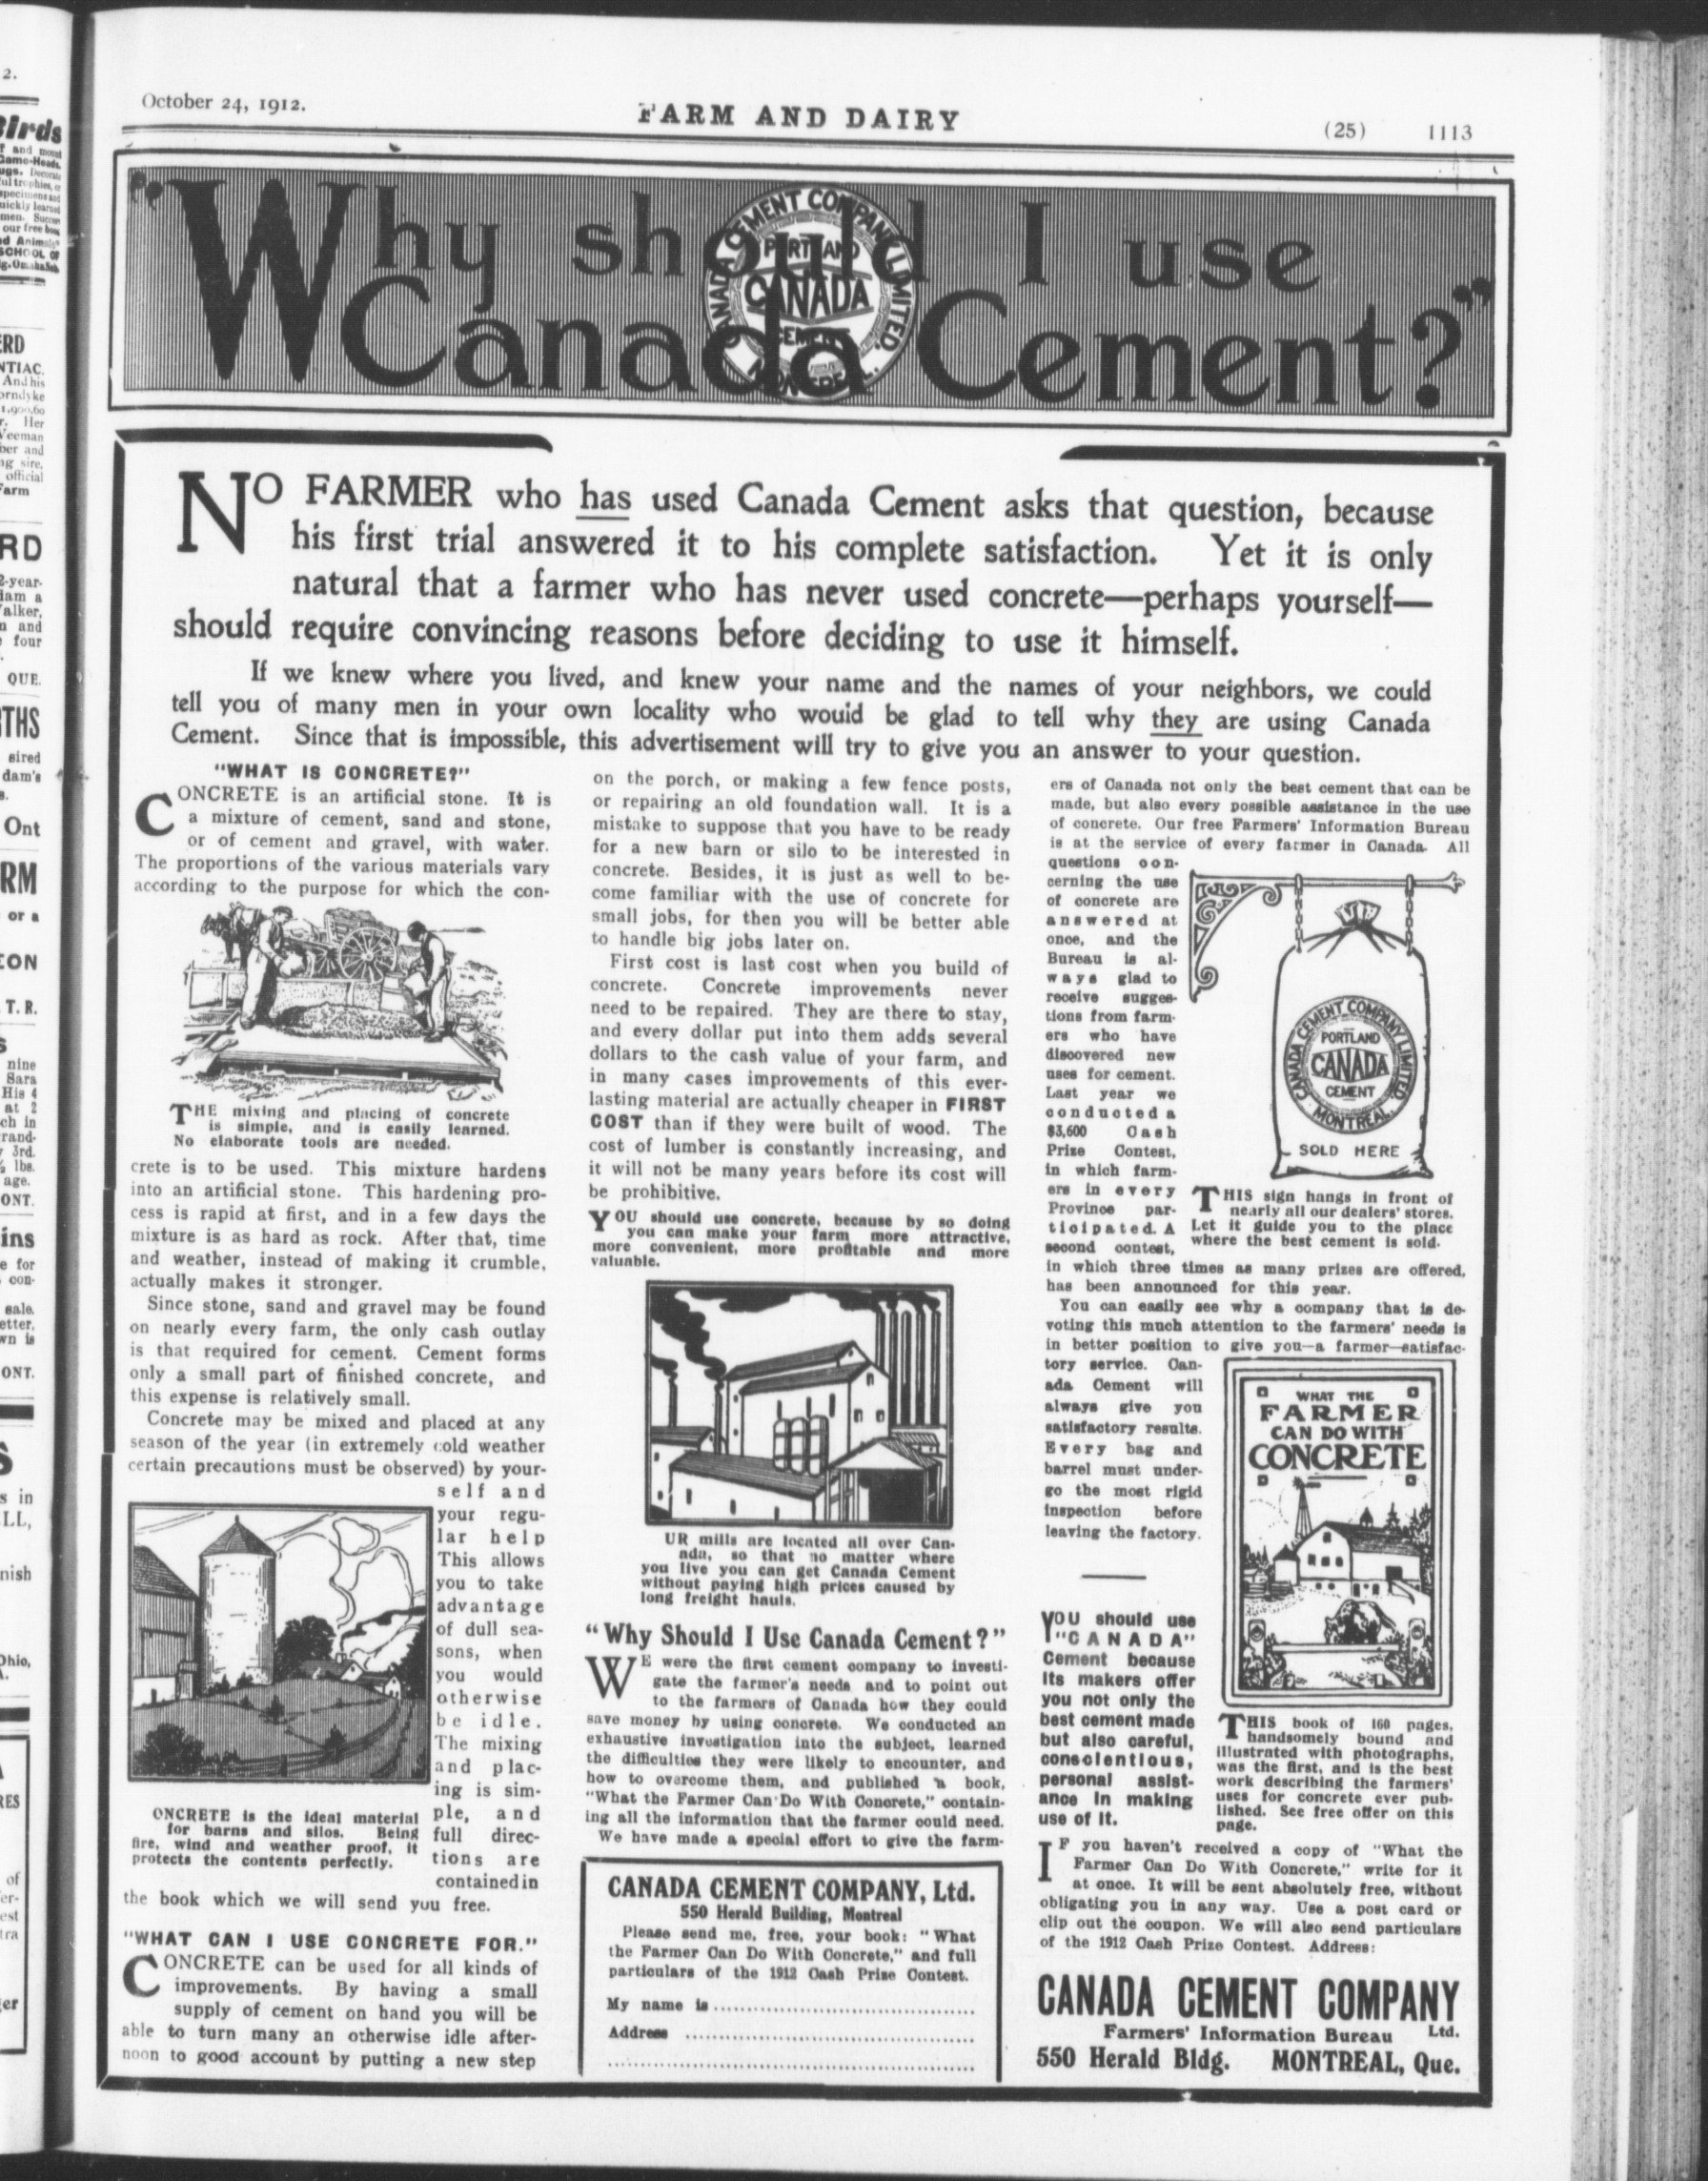 October 24, 1912.
FARM AND DAIRY
(25) 1113
"Why should I use
Canada Cement?"
CANADA CEMENT COMPANY LIMITED.
PORTLAND
CANADA
CEMENT
MONTREAL.
NO FARMER who has used Canada Cement asks that question, because
his first trial answered it to his complete satisfaction. Yet it is only
natural that a farmer who has never used concrete—perhaps yourself—
should require convincing reasons before deciding to use it himself.
If we knew where you lived, and knew your name and the names of your neighbors, we could
tell you of many men in your own locality who would be glad to tell why they are using Canada
Cement. Since that is impossible, this advertisement will try to give you an answer to your question.
"WHAT IS CONCRETE?"
CONCRETE is an artificial stone. It is
a mixture of cement, sand and stone,
or of cement and gravel, with water.
The proportions of the various materials vary
according to the purpose for which the con-
THE mixing and placing of concrete
is simple, and is easily learned.
No elaborate tools are needed.
crete is to be used. This mixture hardens
into an artificial stone. This hardening pro-
cess is rapid at first, and in a few days the
mixture is as hard as rock. After that, time
and weather, instead of making it crumble,
actually makes it stronger.
Since stone, sand and gravel may be found
on nearly every farm, the only cash outlay
is that required for cement. Cement forms
only a small part of finished concrete, and
this expense is relatively small.
Concrete may be mixed and placed at any
season of the year (in extremely cold weather
certain precautions must be observed) by your-
self and
your regu-
lar help
This allows
you to take
advantage
of dull sea-
sons, when
you would
otherwise
be idle.
The mixing
and plac-
ing is sim-
ple, and
full direc-
tions are
contained in
the book which we will send you free.
ONCRETE is the ideal material
for barns and silos. Being
fire, wind and weather proof, it
protects the contents perfectly.
"WHAT CAN I USE CONCRETE FOR."
CONCRETE can be used for all kinds of
improvements. By having a small
supply of cement on hand you will be
able to turn many an otherwise idle after-
noon to good account by putting a new step
on the porch, or making a few fence posts,
or repairing an old foundation wall. It is a
mistake to suppose that you have to be ready
for a new barn or silo to be interested in
concrete. Besides, it is just as well to be-
come familiar with the use of concrete for
small jobs, for then you will be better able
to handle big jobs later on.
First cost is last cost when you build of
concrete. Concrete improvements never
need to be repaired. They are there to stay,
and every dollar put into them adds several
dollars to the cash value of your farm, and
in many cases improvements of this ever-
lasting material are actually cheaper in FIRST
COST than if they were built of wood. The
cost of lumber is constantly increasing, and
it will not be many years before its cost will
be prohibitive.
YOU should use concrete, because by so doing
you can make your farm more attractive,
more convenient, more profitable and more
valuable.
UR mills are located all over Can-
ada, so that no matter where
you live you can get Canada Cement
without paying high prices caused by
long freight hauls.
"Why Should I Use Canada Cement?"
WE were the first cement company to investi-
gate the farmer's needs and to point out
to the farmers of Canada how they could
save money by using concrete. We conducted an
exhaustive investigation into the subject, learned
the difficulties they were likely to encounter, and
how to overcome them, and published a book,
"What the Farmer Can Do With Concrete," contain-
ing all the information that the farmer could need.
We have made a special effort to give the farm-
CANADA CEMENT COMPANY, Ltd.
550 Herald Building, Montreal
Please send me, free, your book: "What
the Farmer Can Do With Concrete," and full
particulars of the 1912 Cash Prize Contest.
My name is
Address
ers of Canada not only the best cement that can be
made, but also every possible assistance in the use
of concrete. Our free Farmers' Information Bureau
is at the service of every farmer in Canada. All
questions con-
cerning the use
of concrete are
answered at
once, and the
Bureau is al-
ways glad to
receive sugges-
tions from farm-
ers who have
discovered new
uses for cement.
Last year we
conducted a
$3,600 Cash
Prize Contest,
in which farm-
ers in every
Province par-
ticipated. A
second contest,
in which three times as many prizes are offered,
has been announced for this year.
CANADA CEMENT COMPANY LIMITED.
PORTLAND
CANADA
CEMENT
MONTREAL.
SOLD HERE
THIS sign hangs in front of
nearly all our dealers' stores.
Let it guide you to the place
where the best cement is sold.
You can easily see why a company that is de-
voting this much attention to the farmers' needs is
in better position to give you—a farmer—satisfac-
tory service. Can-
ada Cement will
always give you
satisfactory results.
Every bag and
barrel must under-
go the most rigid
inspection before
leaving the factory.
WHAT THE
FARMER
CAN DO WITH
CONCRETE
YOU should use
"CANADA"
Cement because
its makers offer
you not only the
best cement made
but also careful,
conscientious,
personal assist-
ance in making
use of it.
THIS book of 160 pages,
handsomely bound and
illustrated with photographs,
was the first, and is the best
work describing the farmers'
uses for concrete ever pub-
lished. See free offer on this
page.
IF you haven't received a copy of "What the
Farmer Can Do With Concrete," write for it
at once. It will be sent absolutely free, without
obligating you in any way. Use a post card or
clip out the coupon. We will also send particulars
of the 1912 Cash Prize Contest. Address:
CANADA CEMENT COMPANY
Farmers' Information Bureau Ltd.
550 Herald Bldg. MONTREAL, Que.